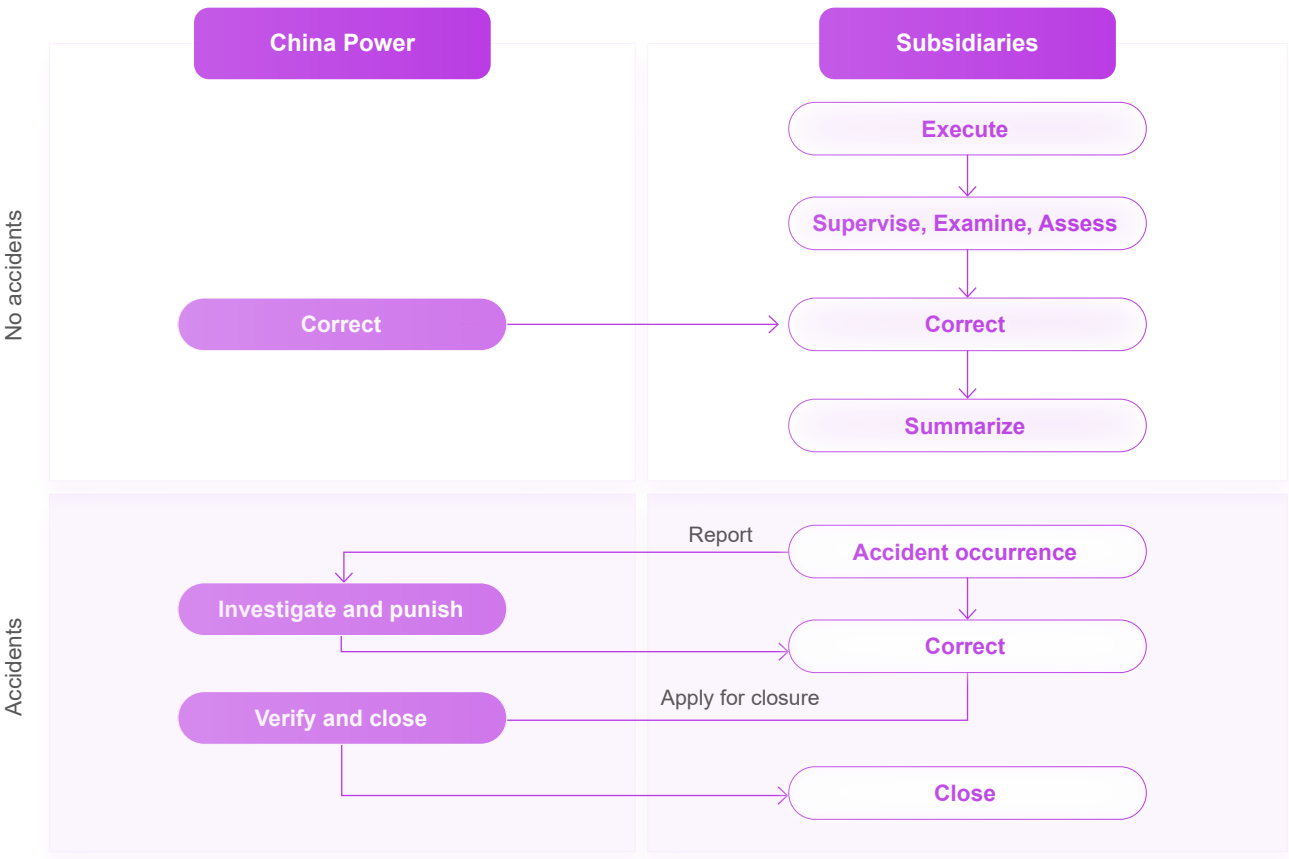 China Power
Subsidiaries
No accidents
Execute
Supervise, Examine, Assess
Correct
Correct
Summarize
Accidents
Report
Accident occurrence
Investigate and punish
Correct
Apply for closure
Verify and close
Close